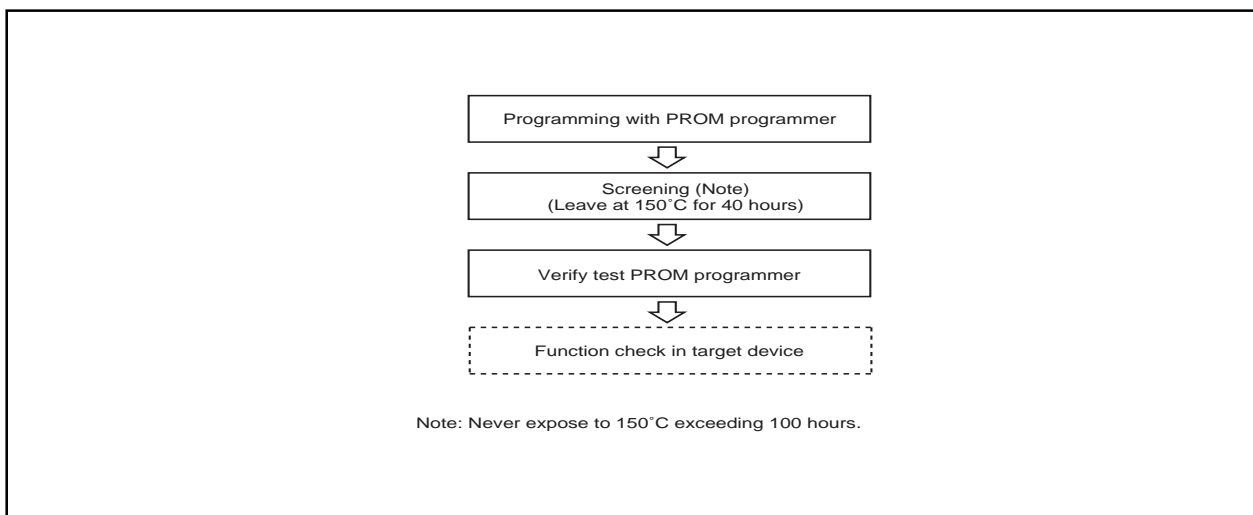 Programming with PROM programmer
Screening (Note)
(Leave at 150˚C for 40 hours)
Verify test PROM programmer
Function check in target device
Note: Never expose to 150˚C exceeding 100 hours.